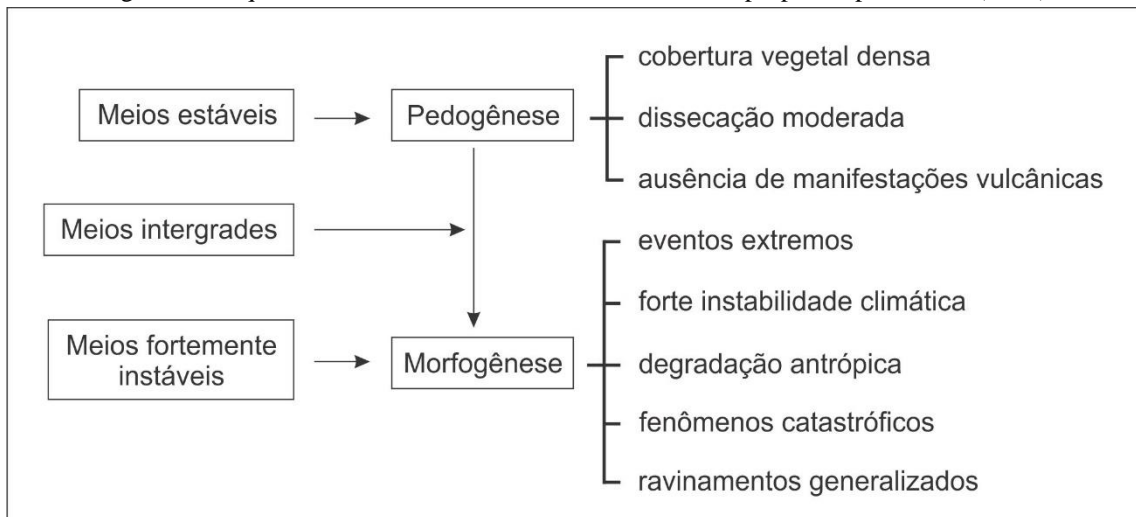 cobertura vegetal densa
Meios estáveis
Pedogênese
dissecação moderada
ausência de manifestações vulcânicas
Meios intergrades
eventos extremos
forte instabilidade climática
Meios fortemente
instáveis
Morfogênese
degradação antrópica
fenômenos catastróficos
ravinamentos generalizados